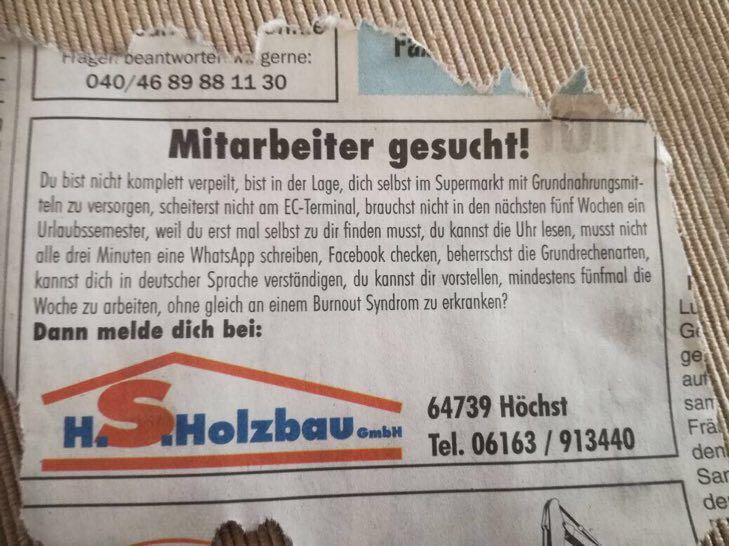 gerne:
040/46 89 88 11 30
Mitarbeiter gesucht!
Du bist nicht komplett verpeilt, bist in der Lage, dich selbst im Supermarkt mit Grundnahrungsmit-
teln zu versorgen, scheiterst nicht am EC-Terminal, brauchst nicht in den nächsten fünf Wochen ein
Urlaubssemester, weil du erst mal selbst zu dir finden musst, du kannst die Uhr lesen, musst nicht
alle drei Minuten eine WhatsApp schreiben, Facebook checken, beherrschst die Grundrechenarten,
kannst dich in deutscher Sprache verständigen, du kannst dir vorstellen, mindestens fünfmal die
Woche zu arbeiten, ohne gleich an einem Burnout Syndrom zu erkranken?
Dann melde dich bei:
H.S.Holzbau GmbH
64739 Höchst
Tel. 06163 / 913440